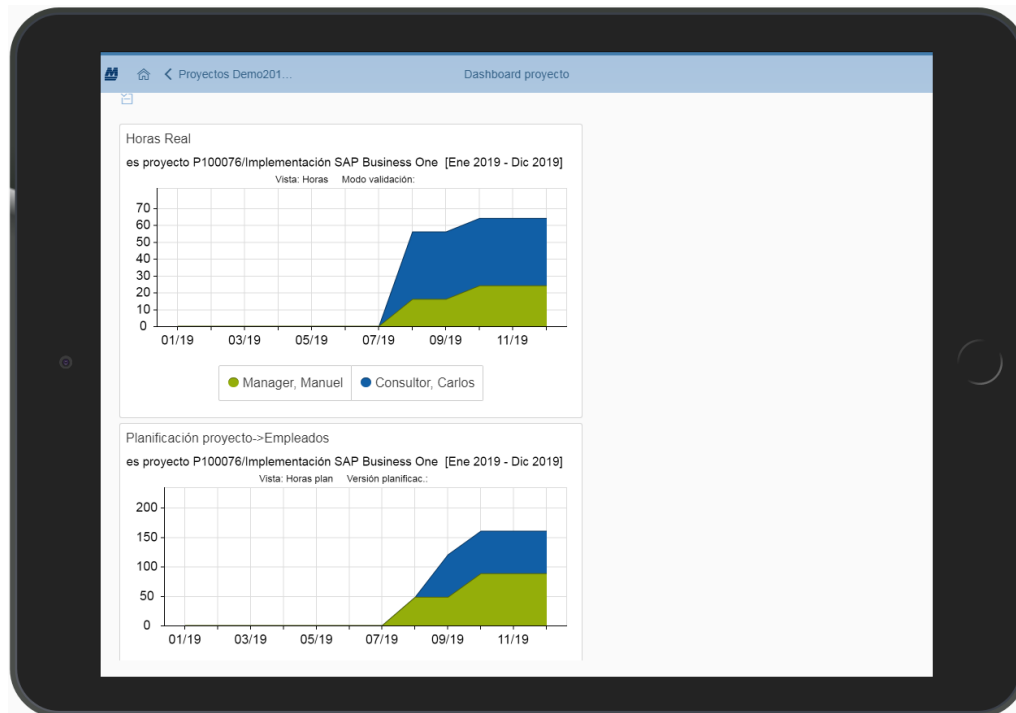 Proyectos Demo201... Dashboard proyecto
Horas Real
es proyecto P100076/Implementación SAP Business One [Ene 2019 - Dic 2019]
Vista: Horas Modo validación:
70
60
50
40
30
20
10
0
01/19 03/19 05/19 07/19 09/19 11/19
Manager, Manuel Consultor, Carlos
Planificación proyecto->Empleados
es proyecto P100076/Implementación SAP Business One [Ene 2019 - Dic 2019]
Vista: Horas plan Versión planificac.:
200
150
100
50
0
01/19 03/19 05/19 07/19 09/19 11/19